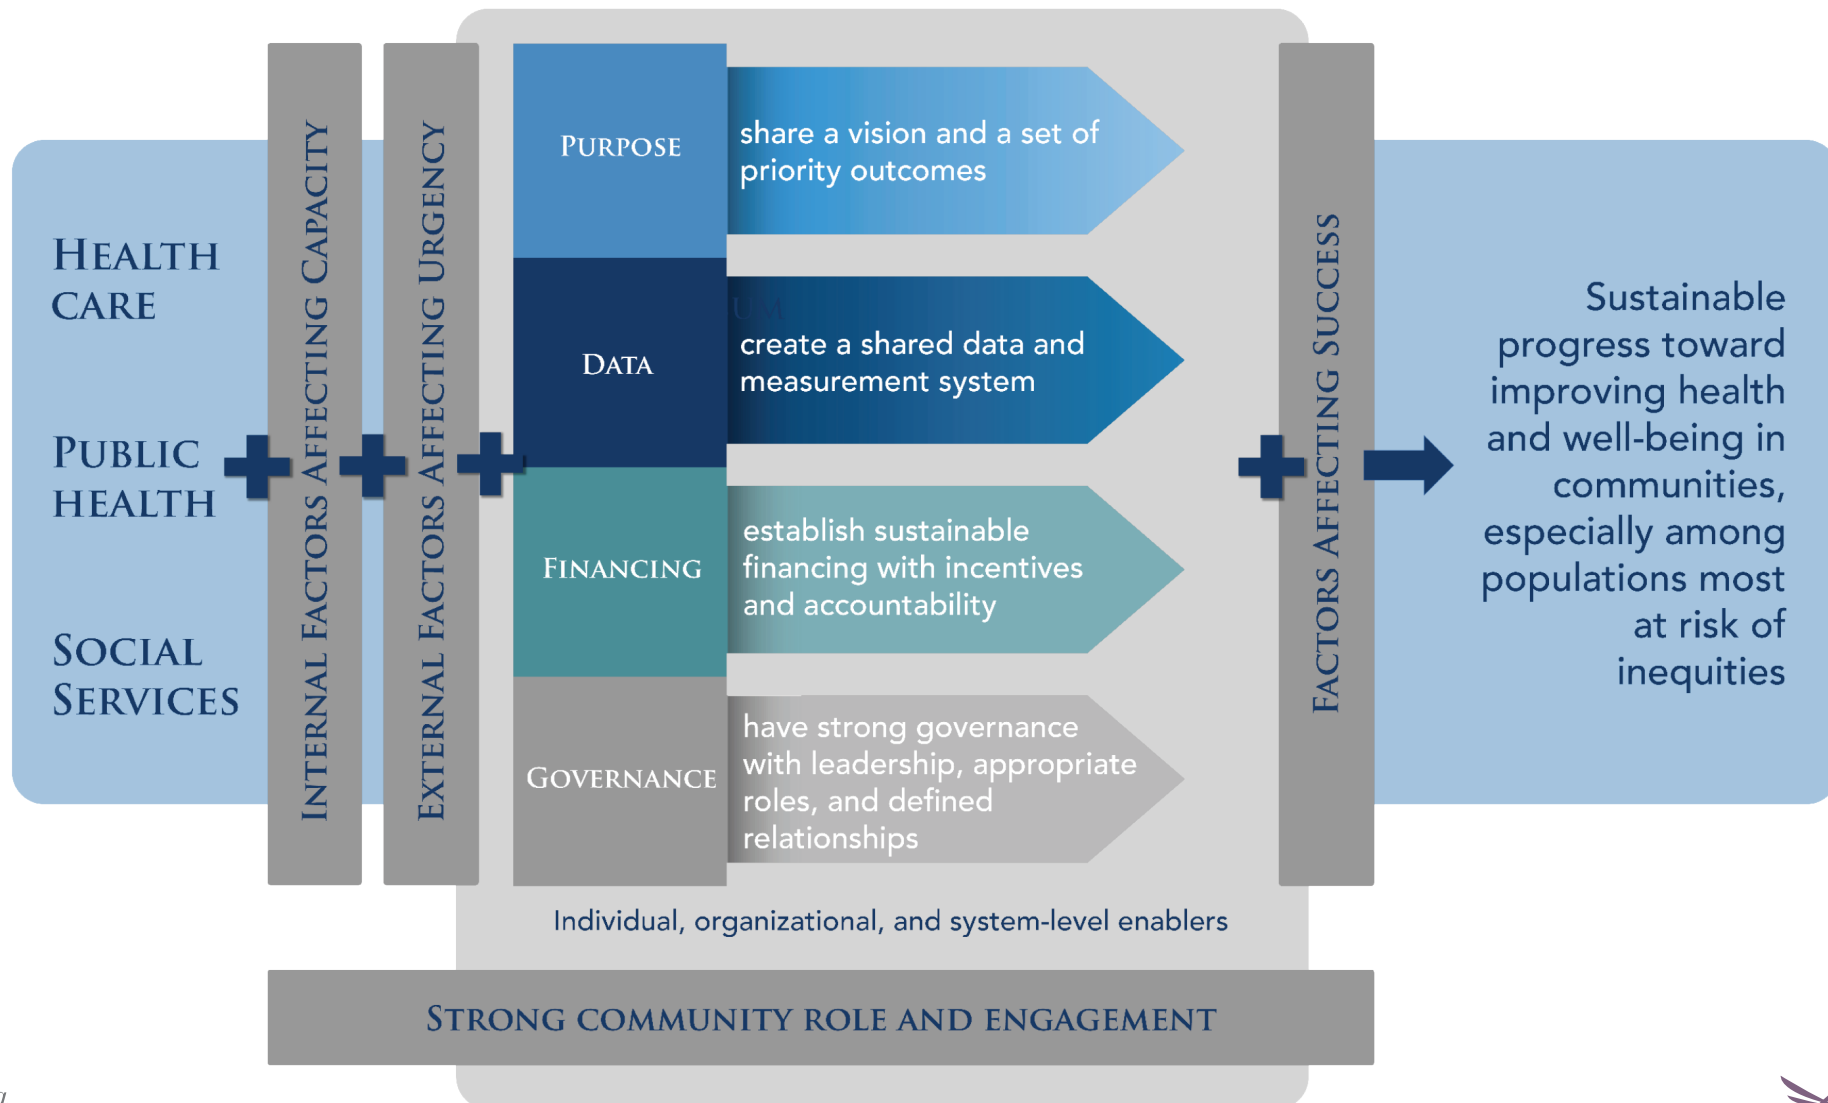 HEALTH
CARE
PUBLIC
HEALTH
SOCIAL
SERVICES
INTERNAL FACTORS AFFECTING CAPACITY
EXTERNAL FACTORS AFFECTING URGENCY
PURPOSE
share a vision and a set of
priority outcomes
DATA
UM
create a shared data and
measurement system
FINANCING
establish sustainable
financing with incentives
and accountability
GOVERNANCE
have strong governance
with leadership, appropriate
roles, and defined
relationships
Individual, organizational, and system-level enablers
FACTORS AFFECTING SUCCESS
Sustainable
progress toward
improving health
and well-being in
communities,
especially among
populations most
at risk of
inequities
STRONG COMMUNITY ROLE AND ENGAGEMENT